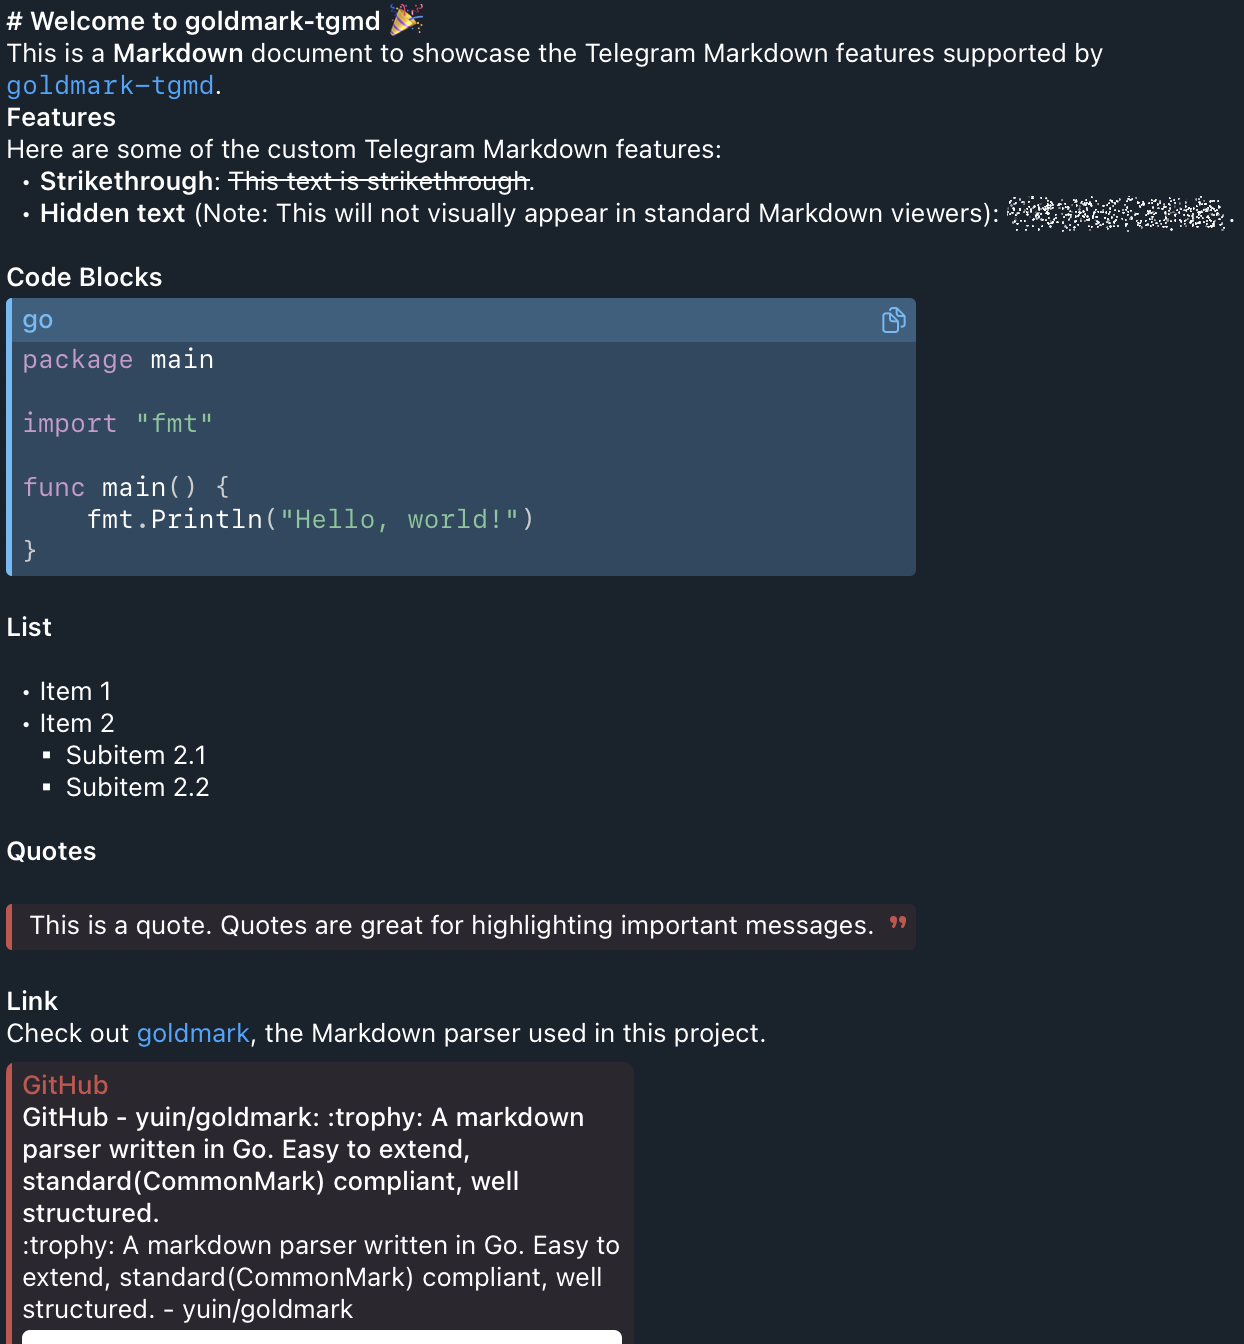 # Welcome to goldmark-tgmd 🎉
This is a Markdown document to showcase the Telegram Markdown features supported by
goldmark-tgmd.
Features
Here are some of the custom Telegram Markdown features:
• Strikethrough: This text is strikethrough.
• Hidden text (Note: This will not visually appear in standard Markdown viewers): .
Code Blocks
go
package main
import "fmt"
func main() {
    fmt.Println("Hello, world!")
}
List
• Item 1
• Item 2
▪ Subitem 2.1
▪ Subitem 2.2
Quotes
This is a quote. Quotes are great for highlighting important messages. ”
Link
Check out goldmark, the Markdown parser used in this project.
GitHub
GitHub - yuin/goldmark: :trophy: A markdown
parser written in Go. Easy to extend,
standard(CommonMark) compliant, well
structured.
:trophy: A markdown parser written in Go. Easy to
extend, standard(CommonMark) compliant, well
structured. - yuin/goldmark